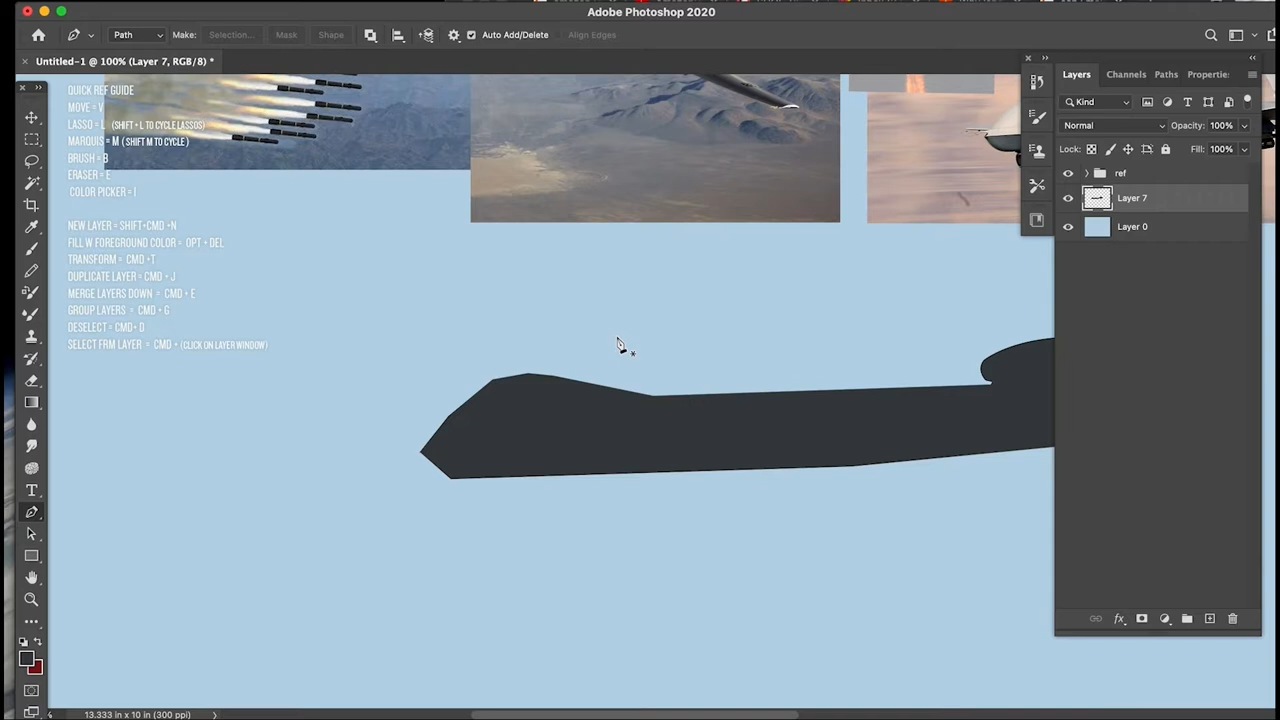 Adobe Photoshop 2020
Path Make: Selection... Mask Shape Auto Add/Delete Align Edges
Untitled-1 @ 100% (Layer 7, RGB/8) *
QUICK REF GUIDE
MOVE = V
LASSO = L (SHIFT + L TO CYCLE LASSOS)
MARQUIS = M ( SHIFT M TO CYCLE )
BRUSH = B
ERASER = E
COLOR PICKER = I
NEW LAYER = SHIFT+CMD +N
FILL W FOREGROUND COLOR = OPT + DEL
TRANSFORM = CMD +T
DUPLICATE LAYER = CMD + J
MERGE LAYERS DOWN = CMD + E
GROUP LAYERS = CMD + G
DESELECT = CMD+ D
SELECT FRM LAYER = CMD + (CLICK ON LAYER WINDOW)
Layers Channels Paths Propertie:
Kind
Normal Opacity: 100%
Lock: Fill: 100%
ref
Layer 7
Layer 0
fx
13.333 in x 10 in (300 ppi)